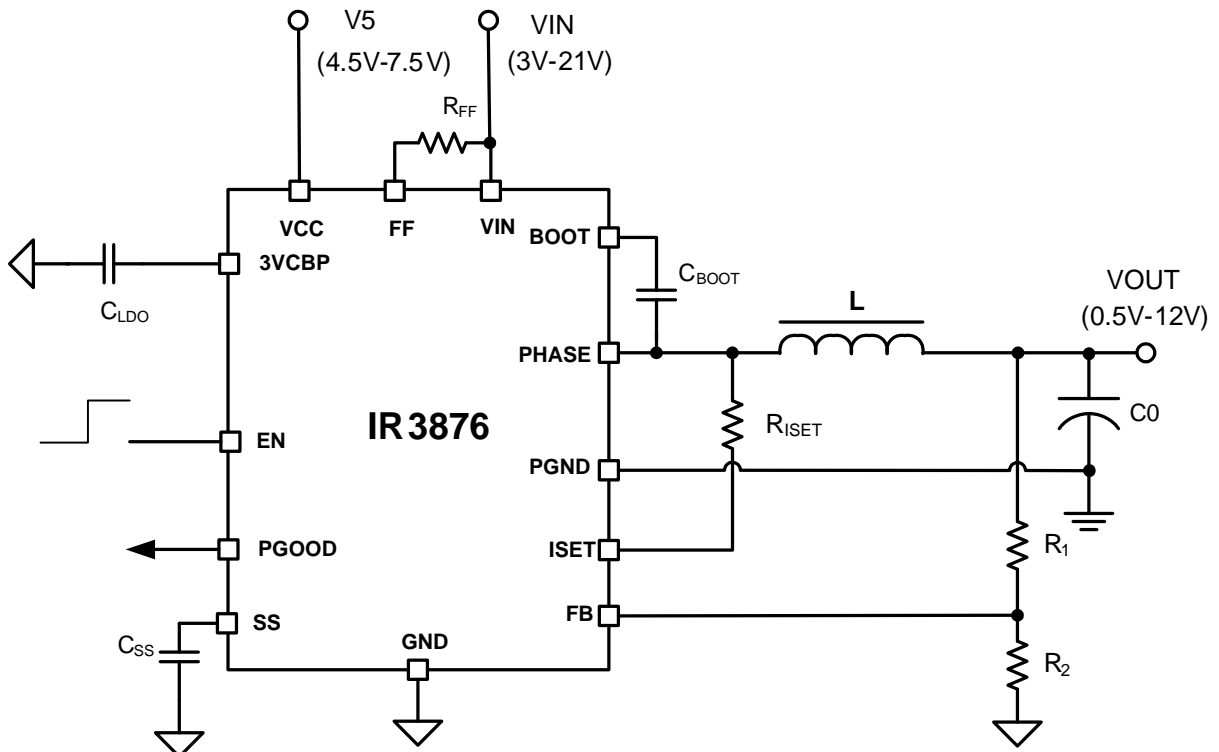 V5
(4.5V-7.5V)
VIN
(3V-21V)
RFF
VCC
FF
VIN
BOOT
3VCBP
CLDO
CBOOT
L
VOUT
(0.5V-12V)
PHASE
IR3876
RISET
C0
EN
PGND
PGOOD
ISET
R1
SS
FB
CSS
GND
R2